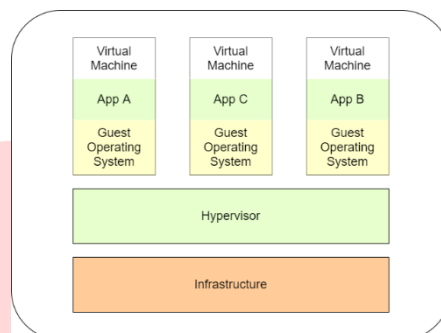 Virtual
Machine
App A
Guest
Operating
System
Virtual
Machine
App C
Guest
Operating
System
Virtual
Machine
App B
Guest
Operating
System
Hypervisor
Infrastructure